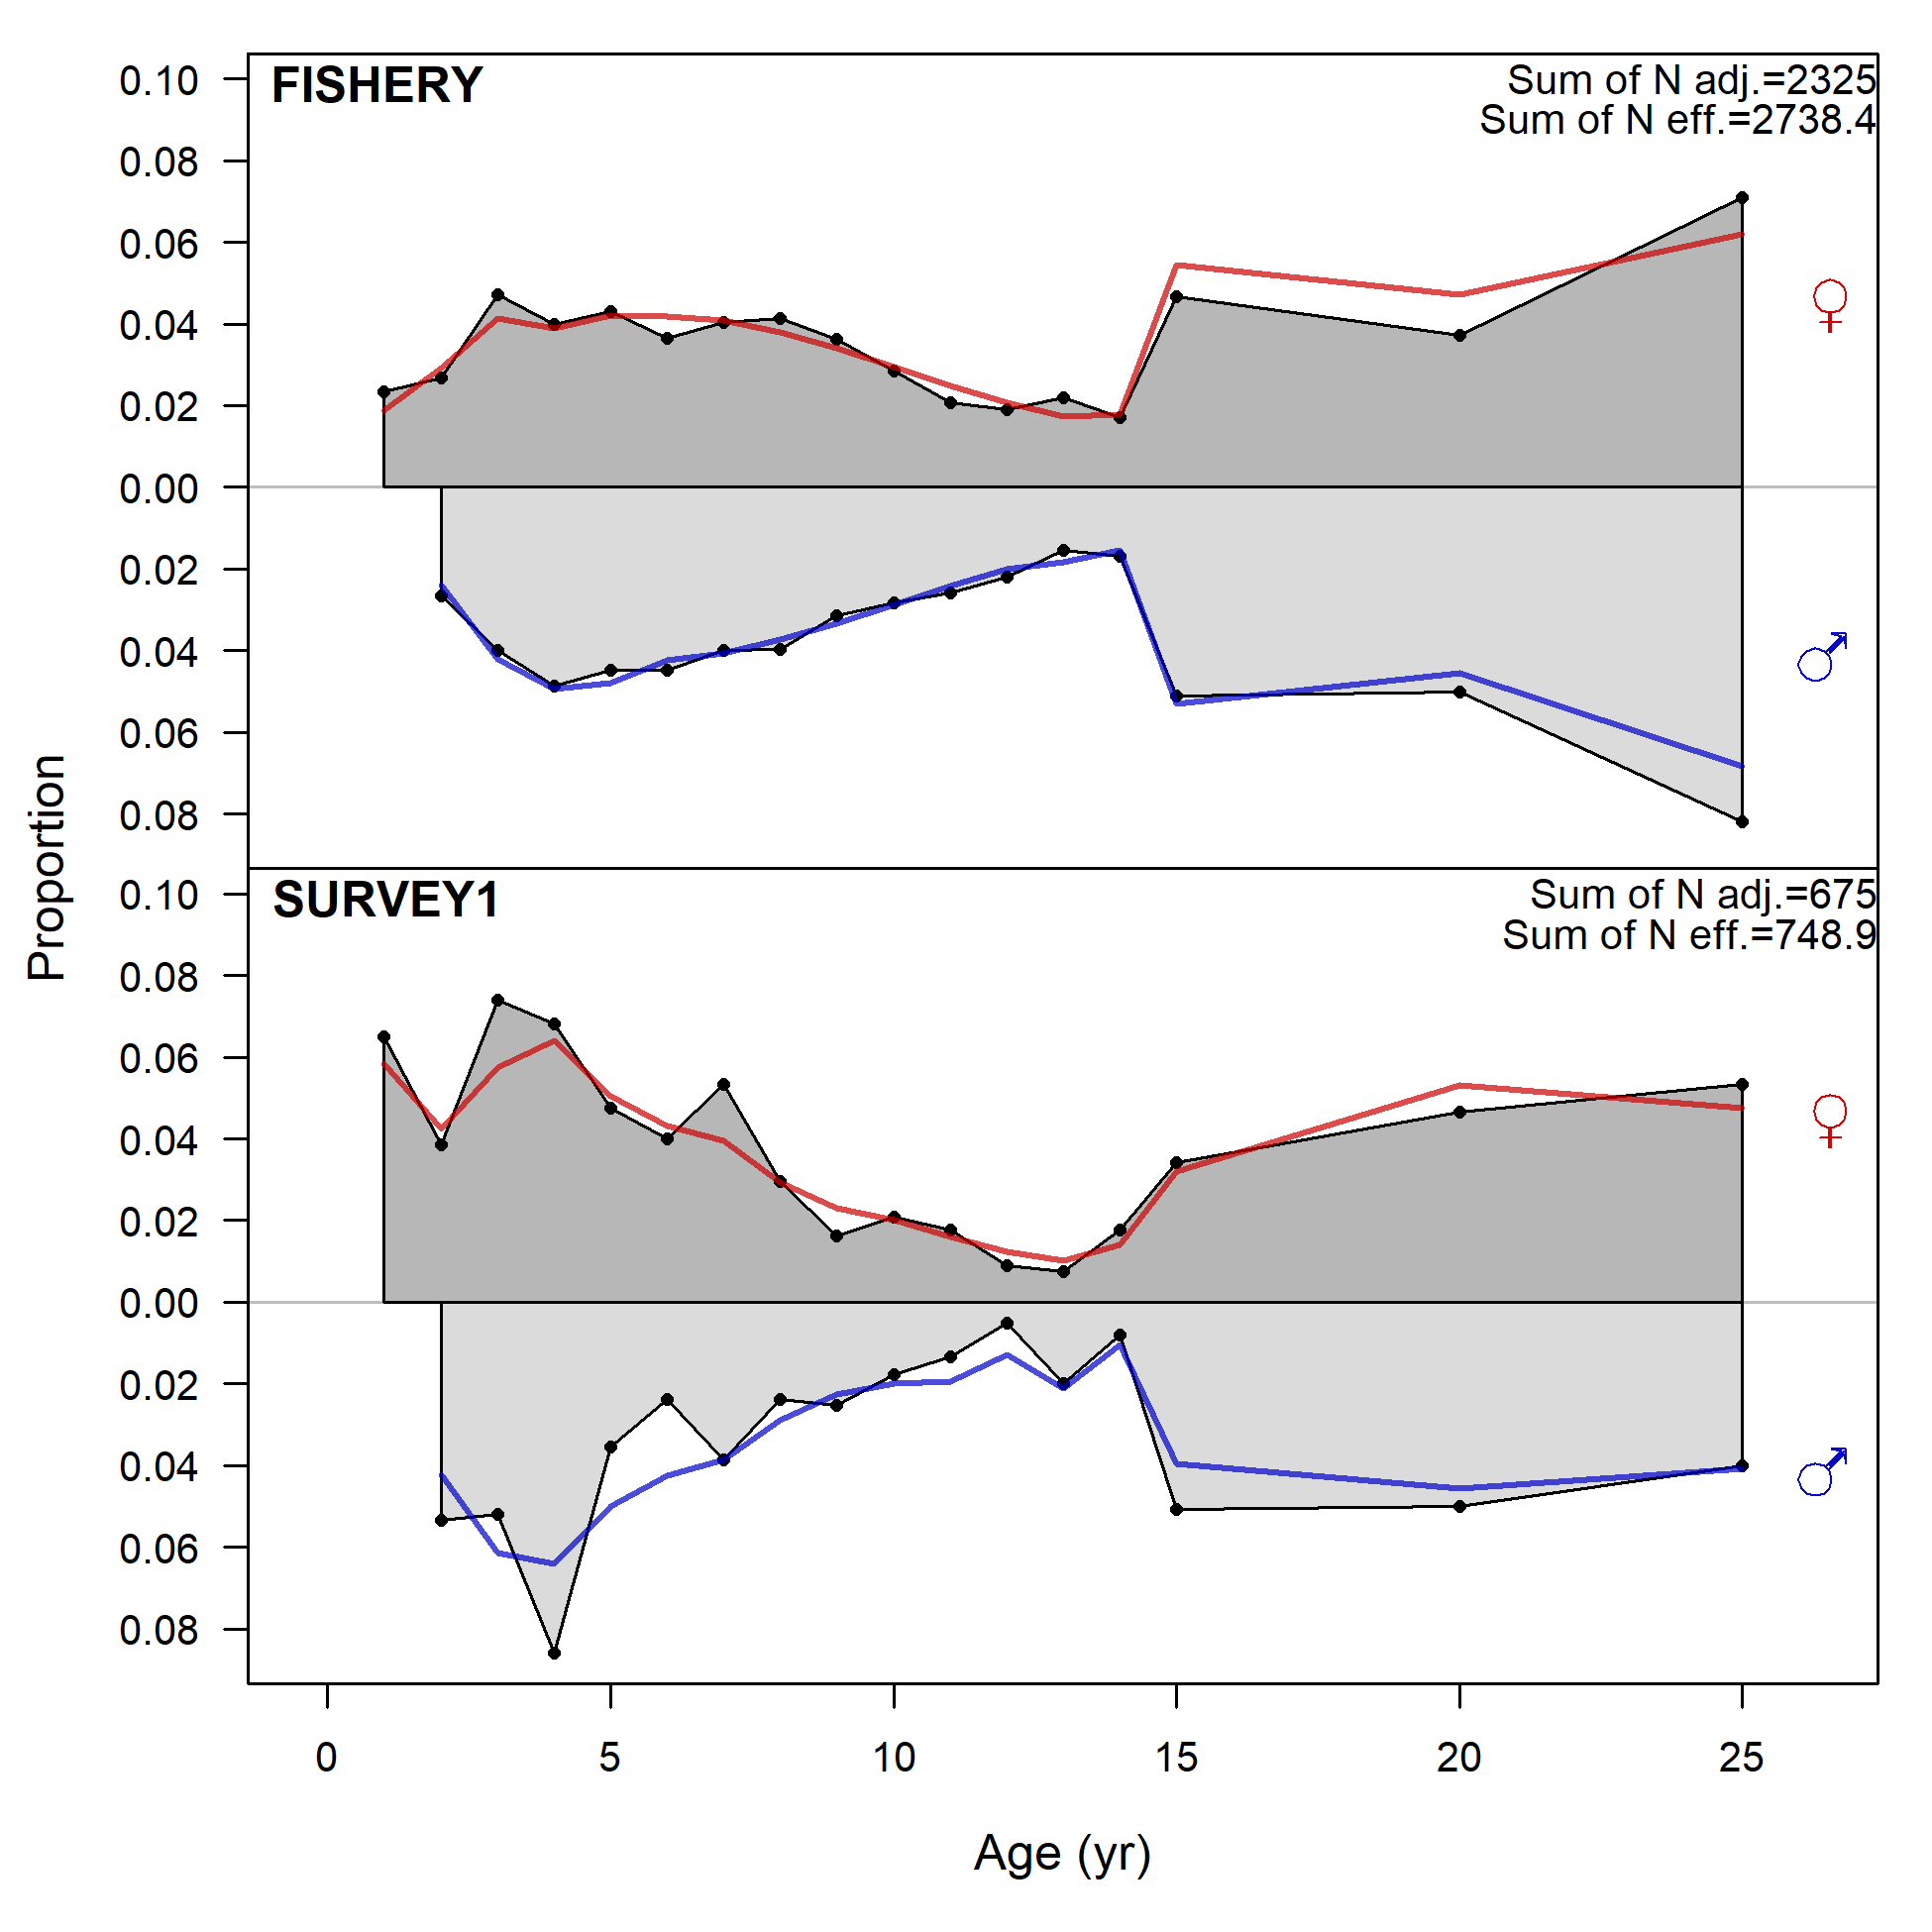 FISHERY
Sum of N adj.=2325
Sum of N eff.=2738.4
0.10
0.08
0.06
0.04
0.02
0.00
0.02
0.04
0.06
0.08
♀
♂
Proportion
SURVEY1
Sum of N adj.=675
Sum of N eff.=748.9
0.10
0.08
0.06
0.04
0.02
0.00
0.02
0.04
0.06
0.08
♀
♂
0 5 10 15 20 25
Age (yr)